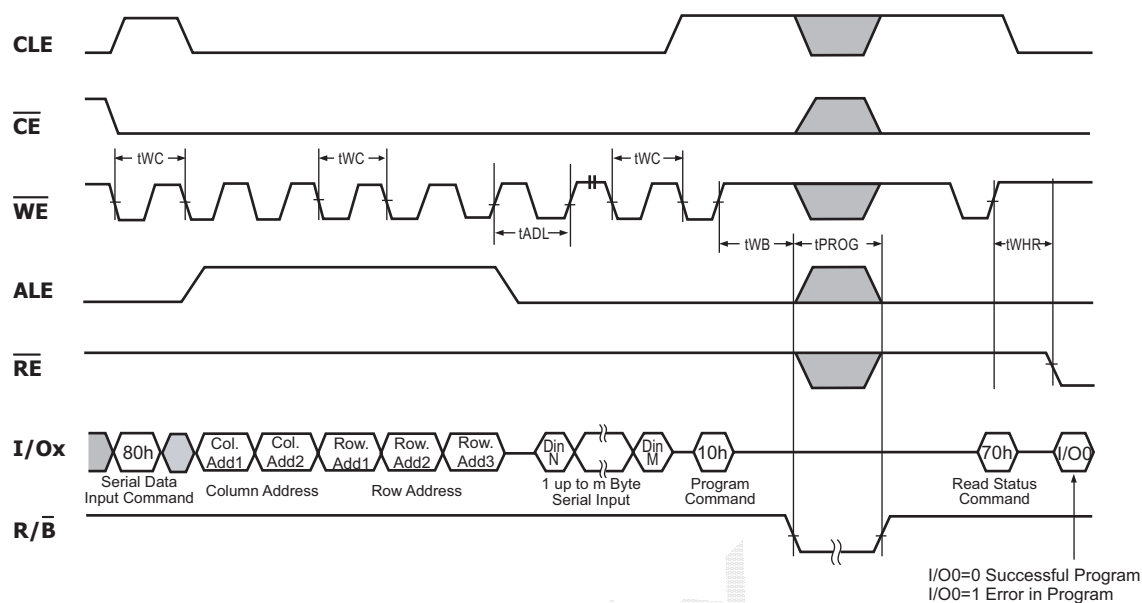 CLE
CE
tWC
tWC
tWC
WE
tADL
tWB
tPROG
tWHR
ALE
RE
I/Ox
80h
Col. Add1
Col. Add2
Row. Add1
Row. Add2
Row. Add3
Din N
Din M
10h
70h
I/O0
Serial Data
Input Command
Column Address
Row Address
1 up to m Byte
Serial Input
Program
Command
Read Status
Command
R/B
I/O0=0 Successful Program
I/O0=1 Error in Program